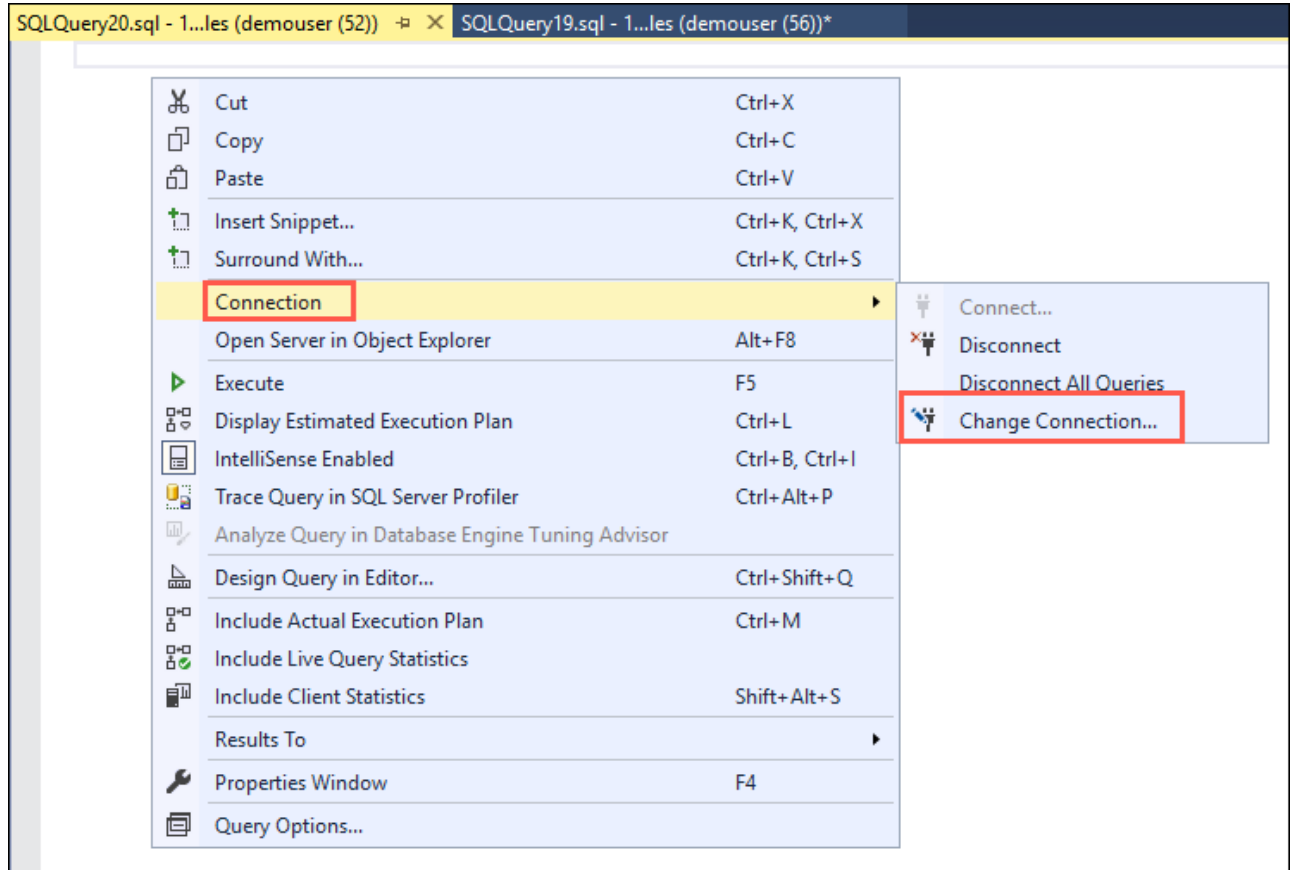 SQLQuery20.sql - 1...les (demouser (52)) SQLQuery19.sql - 1...les (demouser (56))*
Cut Ctrl+X
Copy Ctrl+C
Paste Ctrl+V
Insert Snippet... Ctrl+K, Ctrl+X
Surround With... Ctrl+K, Ctrl+S
Connection
Open Server in Object Explorer Alt+F8
Execute F5
Display Estimated Execution Plan Ctrl+L
IntelliSense Enabled Ctrl+B, Ctrl+I
Trace Query in SQL Server Profiler Ctrl+Alt+P
Analyze Query in Database Engine Tuning Advisor
Design Query in Editor... Ctrl+Shift+Q
Include Actual Execution Plan Ctrl+M
Include Live Query Statistics
Include Client Statistics Shift+Alt+S
Results To
Properties Window F4
Query Options...
Connect...
Disconnect
Disconnect All Queries
Change Connection...